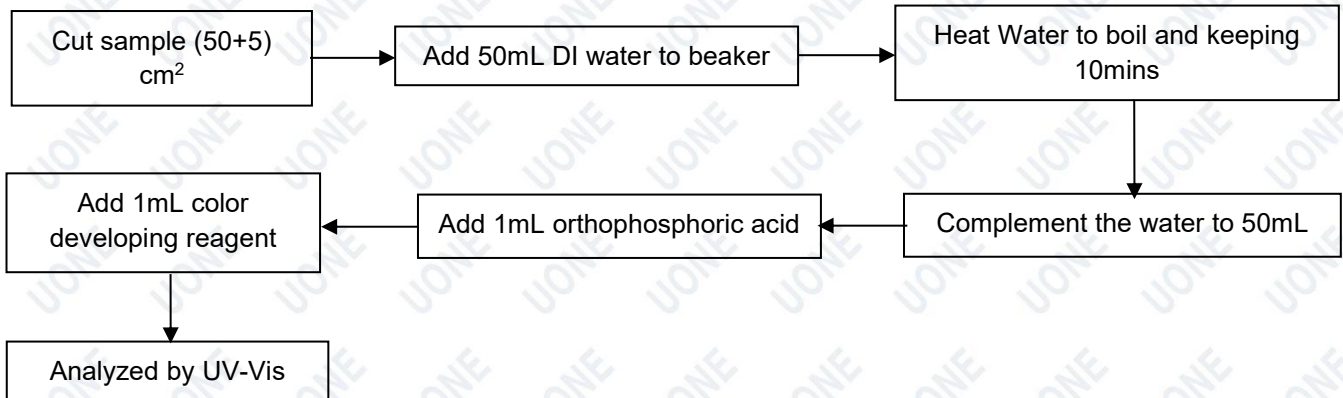 Cut sample (50+5)
cm²
Add 50mL DI water to beaker
Heat Water to boil and keeping
10mins
Complement the water to 50mL
Add 1mL orthophosphoric acid
Add 1mL color
developing reagent
Analyzed by UV-Vis
UONE